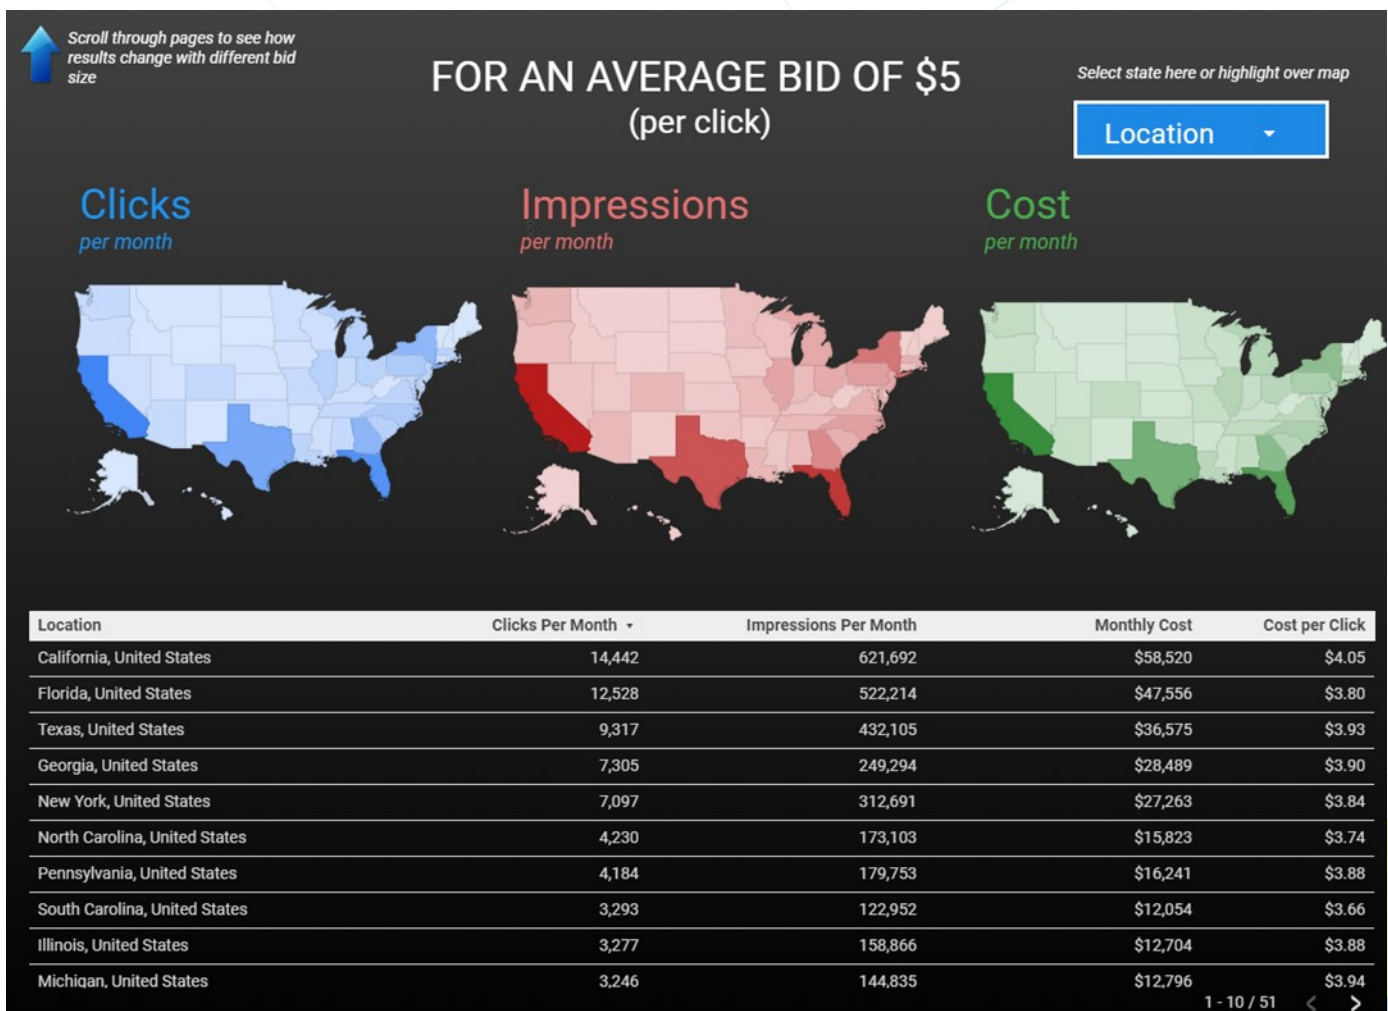 Scroll through pages to see how
results change with different bid
size
FOR AN AVERAGE BID OF $5
(per click)
Select state here or highlight over map
Location
Clicks
per month
Impressions
per month
Cost
per month
Location Clicks Per Month Impressions Per Month Monthly Cost Cost per Click
California, United States 14,442 621,692 $58,520 $4.05
Florida, United States 12,528 522,214 $47,556 $3.80
Texas, United States 9,317 432,105 $36,575 $3.93
Georgia, United States 7,305 249,294 $28,489 $3.90
New York, United States 7,097 312,691 $27,263 $3.84
North Carolina, United States 4,230 173,103 $15,823 $3.74
Pennsylvania, United States 4,184 179,753 $16,241 $3.88
South Carolina, United States 3,293 122,952 $12,054 $3.66
Illinois, United States 3,277 158,866 $12,704 $3.88
Michigan, United States 3,246 144,835 $12,796 $3.94
1 - 10 / 51 < >